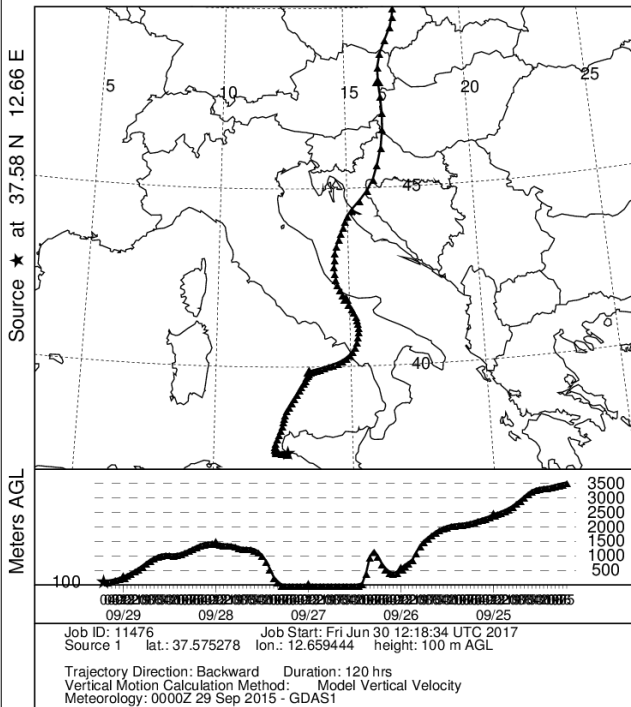 Source ★ at 37.58 N 12.66 E
5
10
15
20
25
45
40
Meters AGL
3500
3000
2500
2000
1500
1000
500
100
09/29 09/28 09/27 09/26 09/25
Job ID: 11476 Job Start: Fri Jun 30 12:18:34 UTC 2017
Source 1 lat.: 37.575278 lon.: 12.659444 height: 100 m AGL
Trajectory Direction: Backward Duration: 120 hrs
Vertical Motion Calculation Method: Model Vertical Velocity
Meteorology: 0000Z 29 Sep 2015 - GDAS1